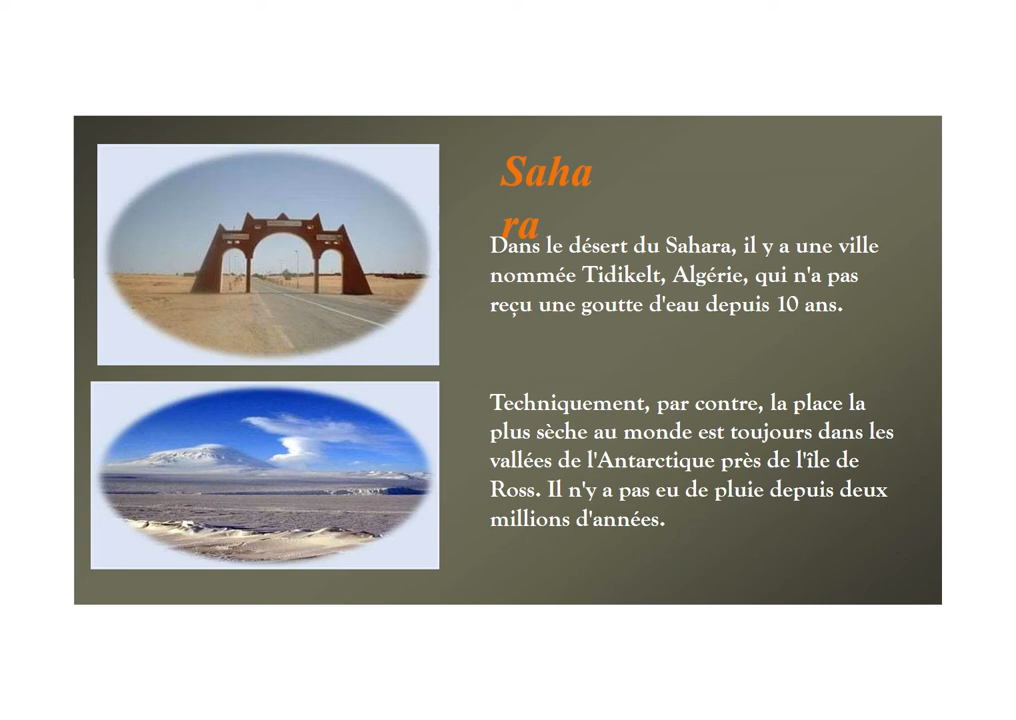 Saha
ra
Dans le désert du Sahara, il y a une ville
nommée Tidikelt, Algérie, qui n'a pas
reçu une goutte d'eau depuis 10 ans.
Techniquement, par contre, la place la
plus sèche au monde est toujours dans les
vallées de l'Antarctique près de l'île de
Ross. Il n'y a pas eu de pluie depuis deux
millions d'années.